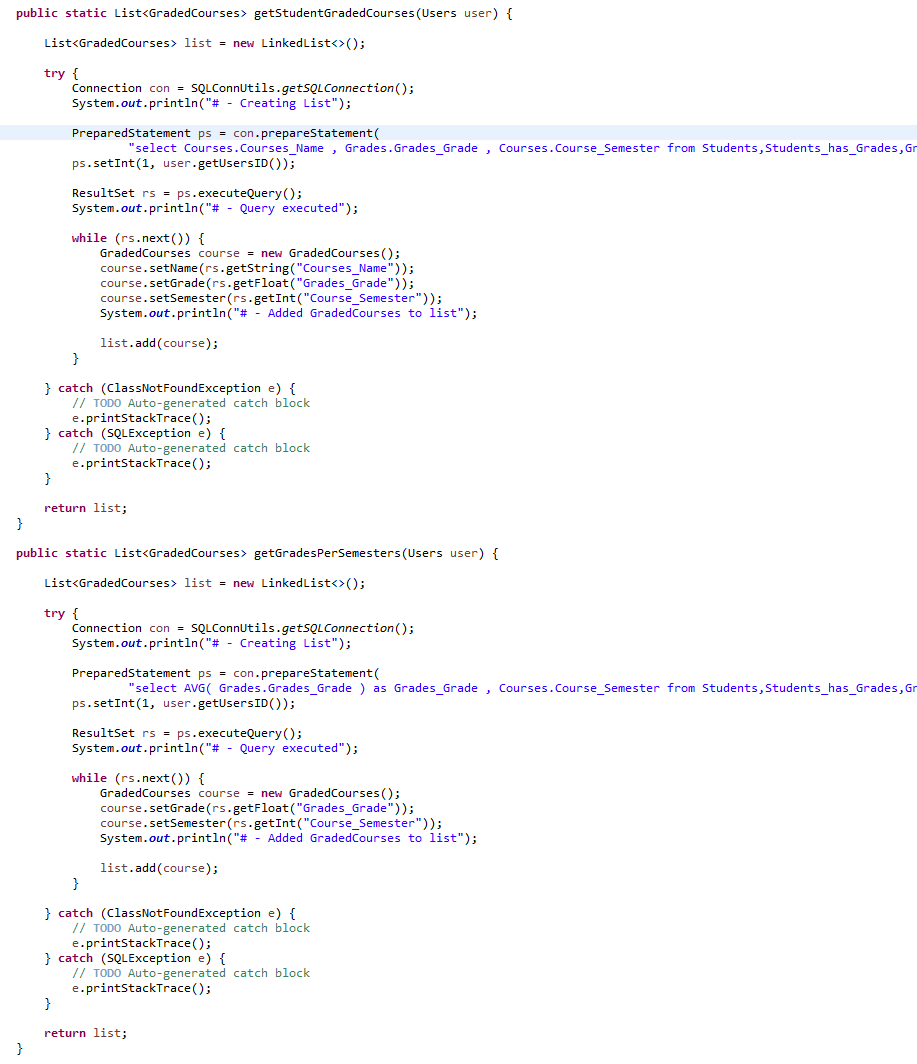 public static List<GradedCourses> getStudentGradedCourses(Users user) {
List<GradedCourses> list = new LinkedList<>();
try {
Connection con = SQLConnUtils.getSQLConnection();
System.out.println("# - Creating List");
PreparedStatement ps = con.prepareStatement(
"select Courses.Courses_Name , Grades.Grades_Grade , Courses.Course_Semester from Students,Students_has_Grades,Gr
ps.setInt(1, user.getUsersID());
ResultSet rs = ps.executeQuery();
System.out.println("# - Query executed");
while (rs.next()) {
GradedCourses course = new GradedCourses();
course.setName(rs.getString("Courses_Name"));
course.setGrade(rs.getFloat("Grades_Grade"));
course.setSemester(rs.getInt("Course_Semester"));
System.out.println("# - Added GradedCourses to list");
list.add(course);
}
} catch (ClassNotFoundException e) {
// TODO Auto-generated catch block
e.printStackTrace();
} catch (SQLException e) {
// TODO Auto-generated catch block
e.printStackTrace();
}
return list;
}
public static List<GradedCourses> getGradesPerSemesters(Users user) {
List<GradedCourses> list = new LinkedList<>();
try {
Connection con = SQLConnUtils.getSQLConnection();
System.out.println("# - Creating List");
PreparedStatement ps = con.prepareStatement(
"select AVG( Grades.Grades_Grade ) as Grades_Grade , Courses.Course_Semester from Students,Students_has_Grades,Gr
ps.setInt(1, user.getUsersID());
ResultSet rs = ps.executeQuery();
System.out.println("# - Query executed");
while (rs.next()) {
GradedCourses course = new GradedCourses();
course.setGrade(rs.getFloat("Grades_Grade"));
course.setSemester(rs.getInt("Course_Semester"));
System.out.println("# - Added GradedCourses to list");
list.add(course);
}
} catch (ClassNotFoundException e) {
// TODO Auto-generated catch block
e.printStackTrace();
} catch (SQLException e) {
// TODO Auto-generated catch block
e.printStackTrace();
}
return list;
}